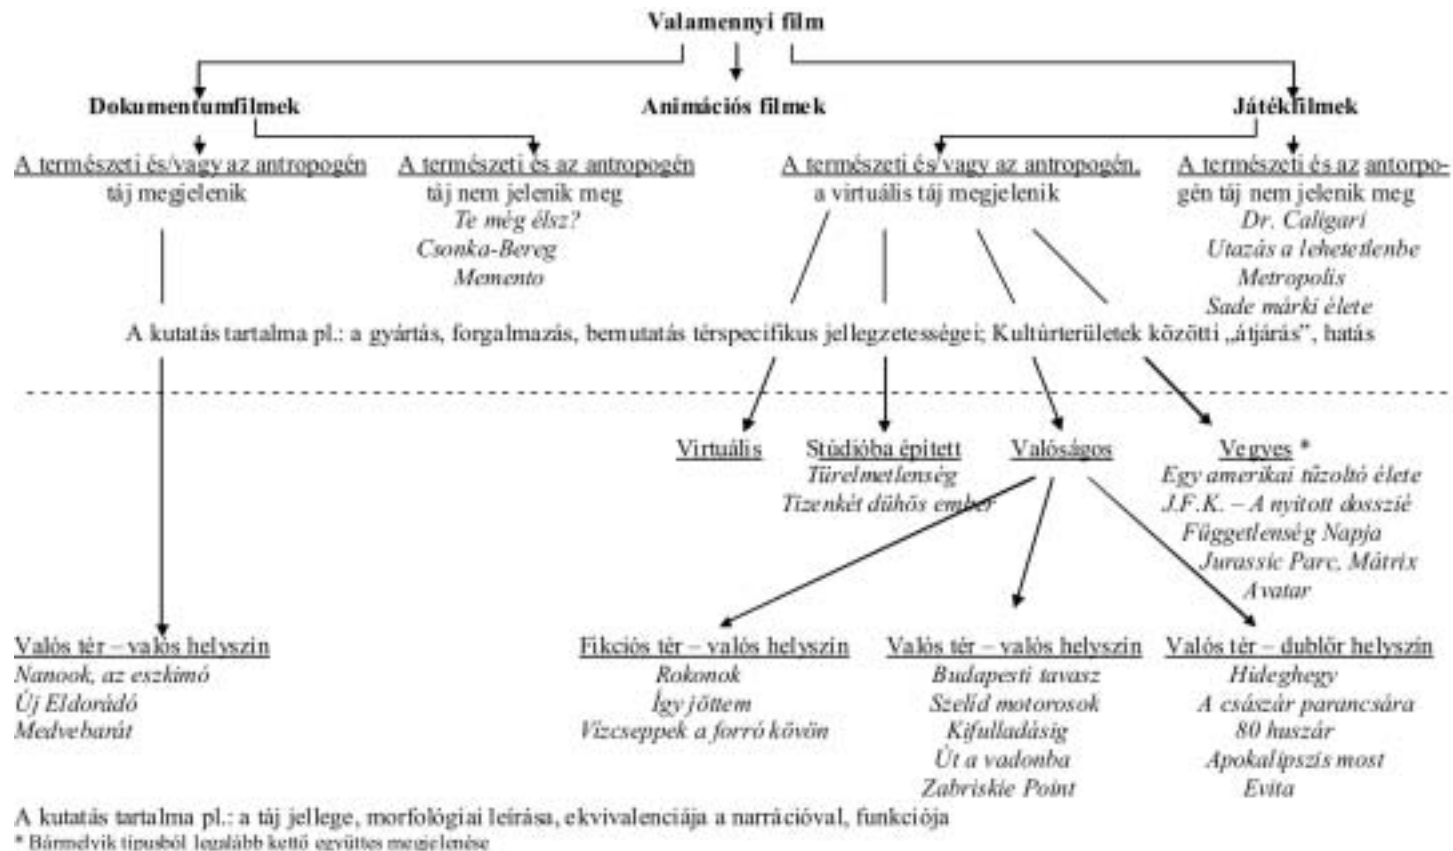 Valamennyi film
Dokumentumfilmek
Animációs filmek
Játékfilmek
A természeti és/vagy az antropogén
táj megjelenik
A természeti és az antropogén
táj nem jelenik meg
Te még élsz?
Csonka-Bereg
Memento
A természeti és/vagy az antropogén,
a virtuális táj megjelenik
A természeti és az antorpo-
gén táj nem jelenik meg
Dr. Caligari
Utazás a lehetetlenbe
Metropolis
Sade márki élete
A kutatás tartalma pl.: a gyártás, forgalmazás, bemutatás térspecifikus jellegzetességei; Kultúrterületek közötti „átjárás”, hatás
Virtuális
Stúdióba épített
Türelmetlenség
Tizenkét dühös ember
Valóságos
Vegyes *
Egy amerikai tűzoltó élete
J.F.K. – A nyitott dosszié
Függetlenség Napja
Jurassic Parc, Mátrix
Avatar
Valós tér – valós helyszín
Nanook, az eszkimó
Új Eldorádó
Medvebarát
Fikciós tér – valós helyszín
Rokonok
Így jöttem
Vízcseppek a forró kövön
Valós tér – valós helyszín
Budapesti tavasz
Szelíd motorosok
Kifulladásig
Út a vadonba
Zabriskie Point
Valós tér – dublőr helyszín
Hideghegy
A császár parancsára
80 huszár
Apokalipszis most
Evita
A kutatás tartalma pl.: a táj jellege, morfológiai leírása, ekvivalenciája a narrációval, funkciója
* Bármelyik típusból legalább kettő együttes megjelenése